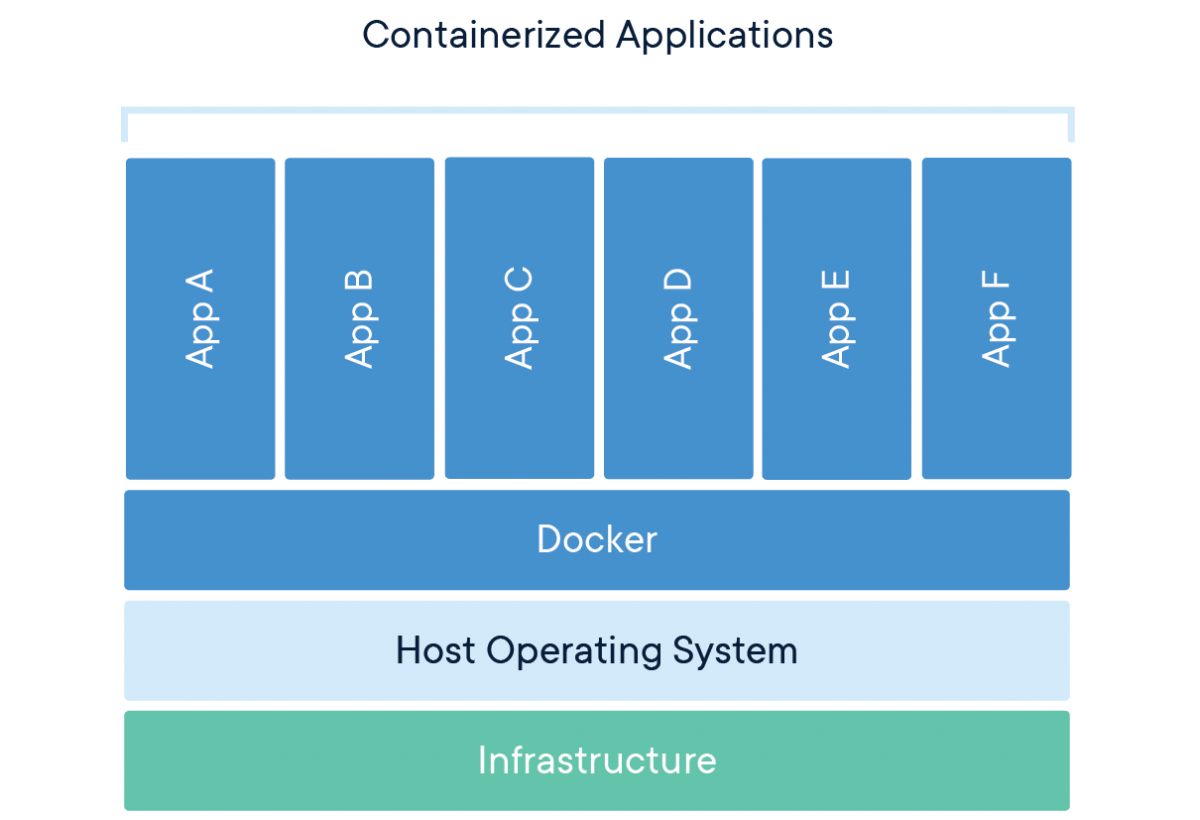 Containerized Applications
App A
App B
App C
App D
App E
App F
Docker
Host Operating System
Infrastructure